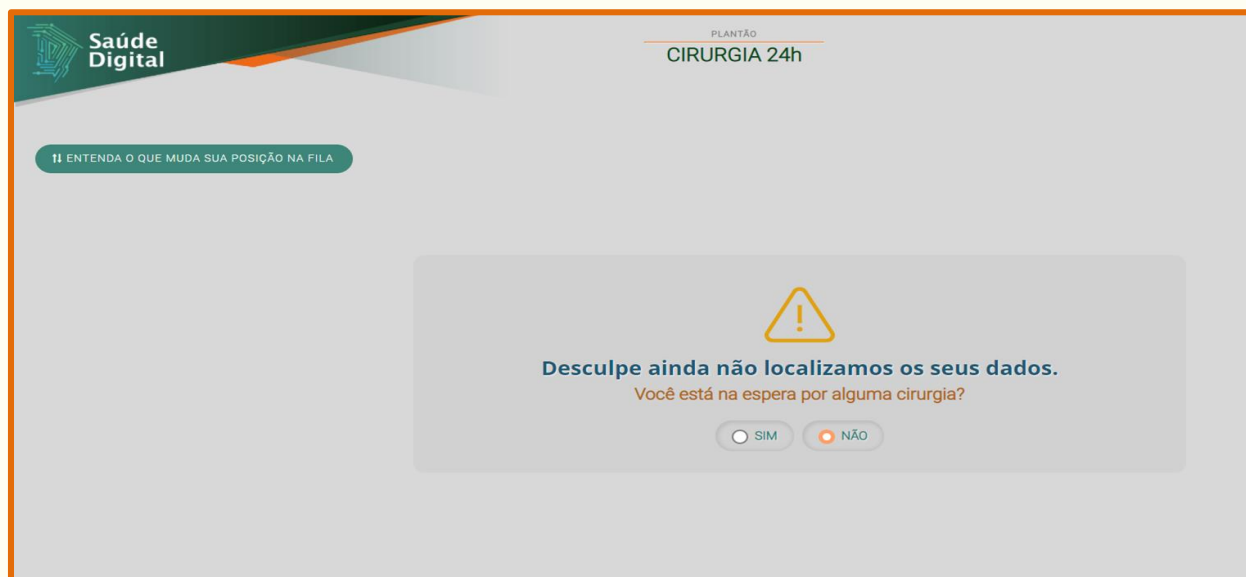 Saúde
Digital
PLANTÃO
CIRURGIA 24h
ENTENDA O QUE MUDA SUA POSIÇÃO NA FILA
Desculpe ainda não localizamos os seus dados.
Você está na espera por alguma cirurgia?
SIM NÃO